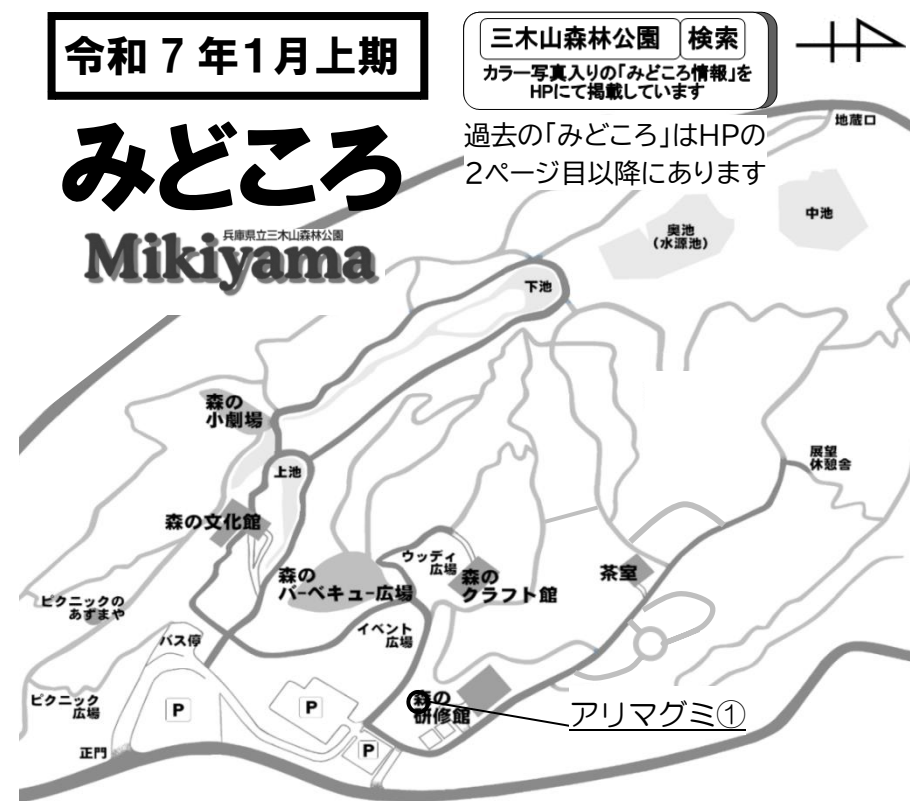 令和7年1月上期
三木山森林公園 検索
カラー写真入りの「みどころ情報」を
HPにて掲載しています
過去の「みどころ」はHPの
2ページ目以降にあります
みどころ
兵庫県立三木山森林公園
Mikiyama
地蔵口
中池
奥池
(水源池)
下池
森の
小劇場
上池
展望
休憩舎
森の文化館
ウッディ
広場
森の
バーベキュー広場
森の
クラフト館
茶室
ピクニックの
あずまや
イベント
広場
バス停
ピクニック
広場
P
P
P
正門
森の
研修館
アリマグミ①